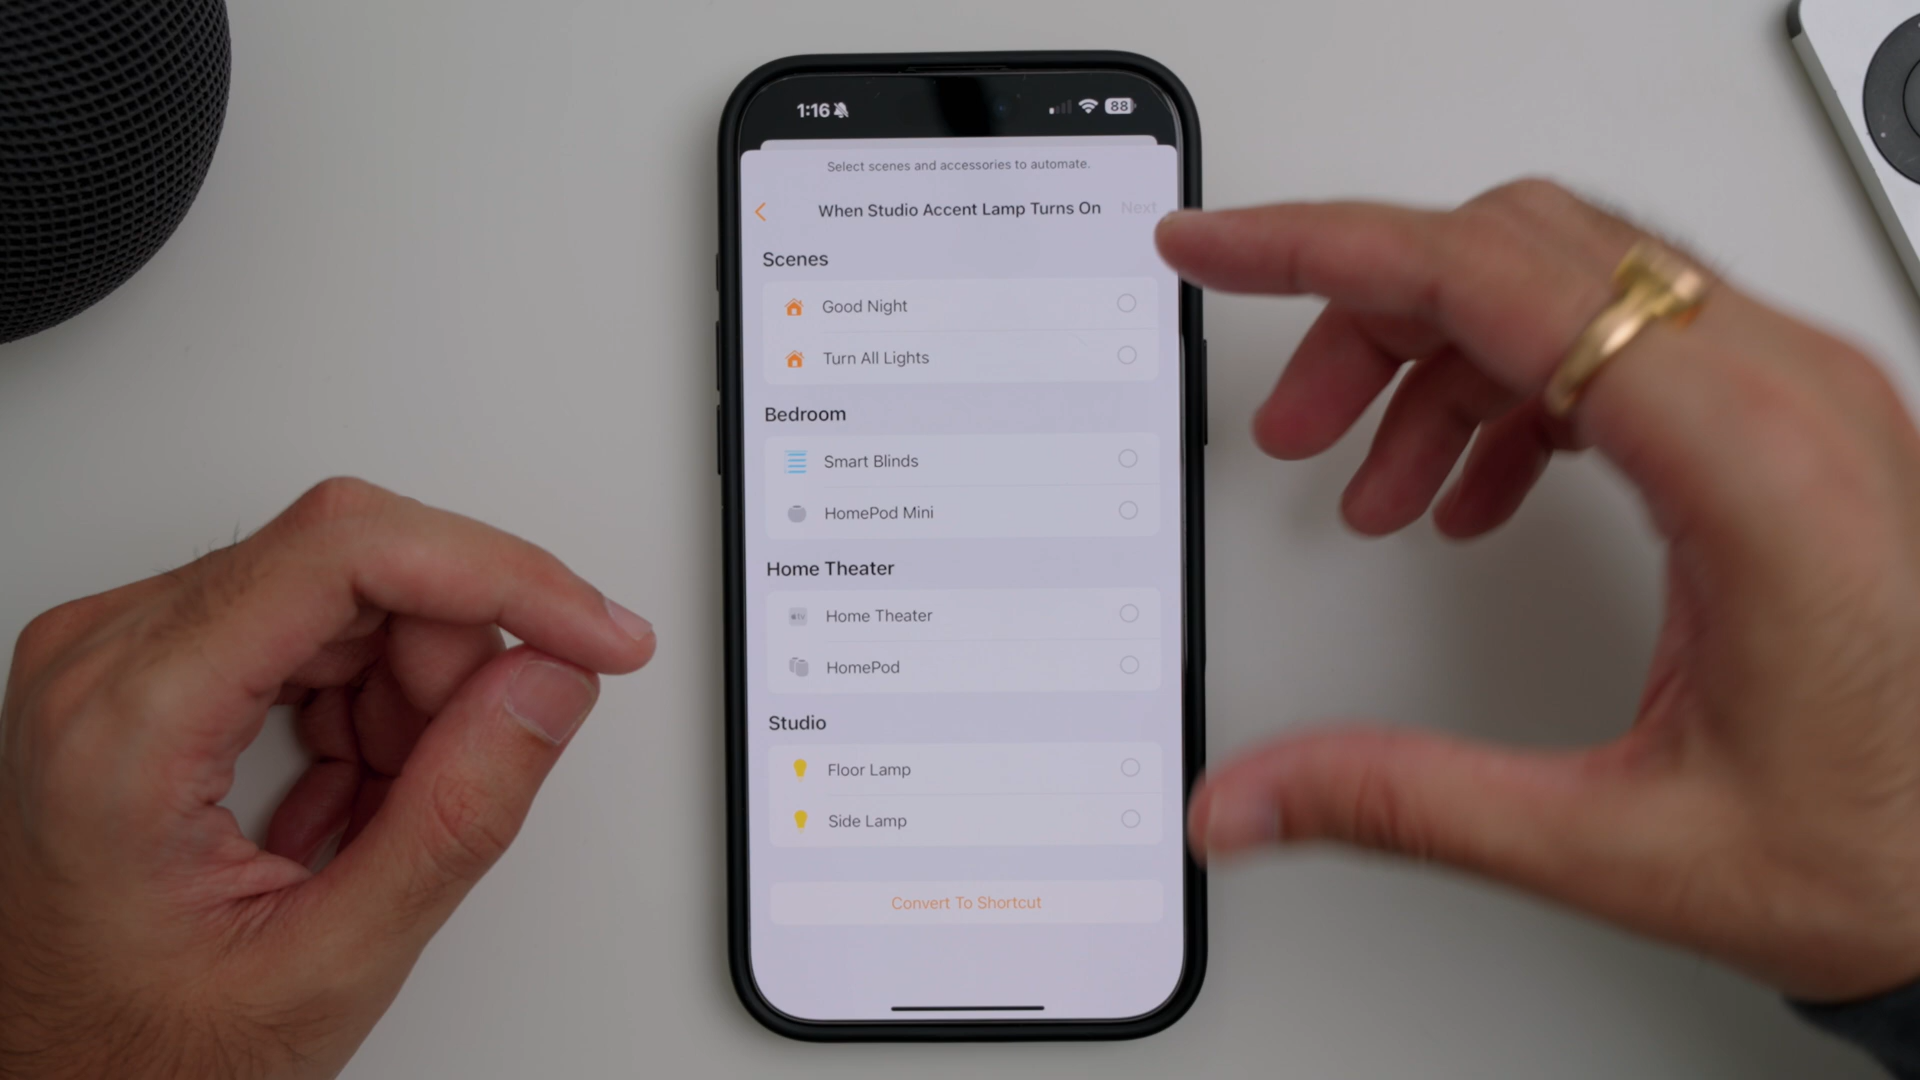 1:16
88
Select scenes and accessories to automate.
When Studio Accent Lamp Turns On
Next
Scenes
Good Night
Turn All Lights
Bedroom
Smart Blinds
HomePod Mini
Home Theater
Home Theater
HomePod
Studio
Floor Lamp
Side Lamp
Convert To Shortcut